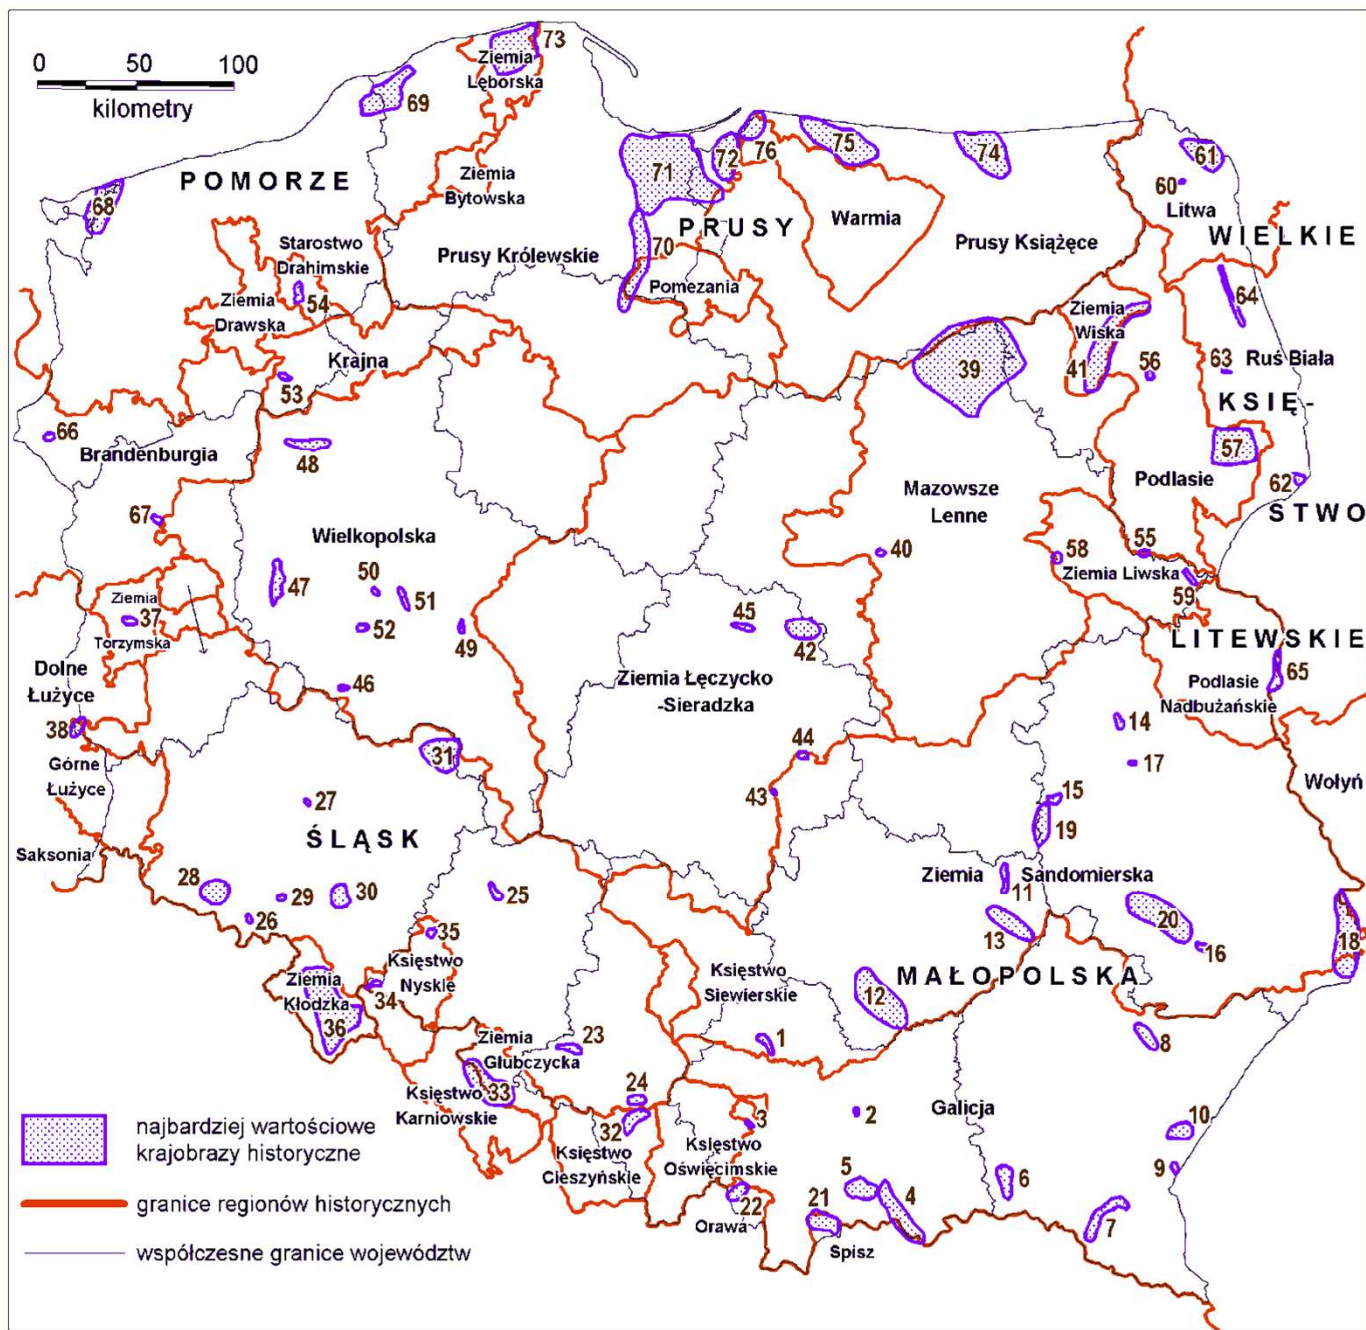 0 50 100
kilometry
73
Ziemia
Lęborska
69
68
POMORZE
Ziemia
Bytowska
71
72
76
75
74
61
60
Litwa
Starostwo
Drahimskie
54
Ziemia
Drawska
Prusy Królewskie
70
PRUSY
Warmia
Pomezania
Prusy Książęce
WIELKIE
64
Ziemia
Wiska
41
56
63
Ruś Biała
Krajna
53
39
KSIĘ-
66
Brandenburgia
48
57
67
Wielkopolska
Mazowsze
Lenne
Podlasie
62
STWO
47
50
51
52
49
40
58
55
Ziemia Liwska
59
Ziemia
37
Torzymska
45
42
LITEWSKIE
Dolne
Łużyce
46
Ziemia Łęczycko
-Sieradzka
Podlasie
Nadbużańskie
65
38
31
44
14
Górne
Łużyce
17
Wołyń
27
43
15
19
Saksonia
ŚLĄSK
28
29
30
25
26
Ziemia Sandomierska
11
13
20
16
18
35
Księstwo
Nyskie
34
Ziemia
Kłodzka
36
Księstwo
Siewierskie
12
MAŁOPOLSKA
1
8
Ziemia
Głubczycka
23
33
Księstwo
Karniowskie
24
32
3
2
Galicja
10
9
Księstwo
Cieszyńskie
Księstwo
Oświęcimskie
5
4
6
7
22
Orawa
21
Spisz
najbardziej wartościowe
krajobrazy historyczne
granice regionów historycznych
współczesne granice województw